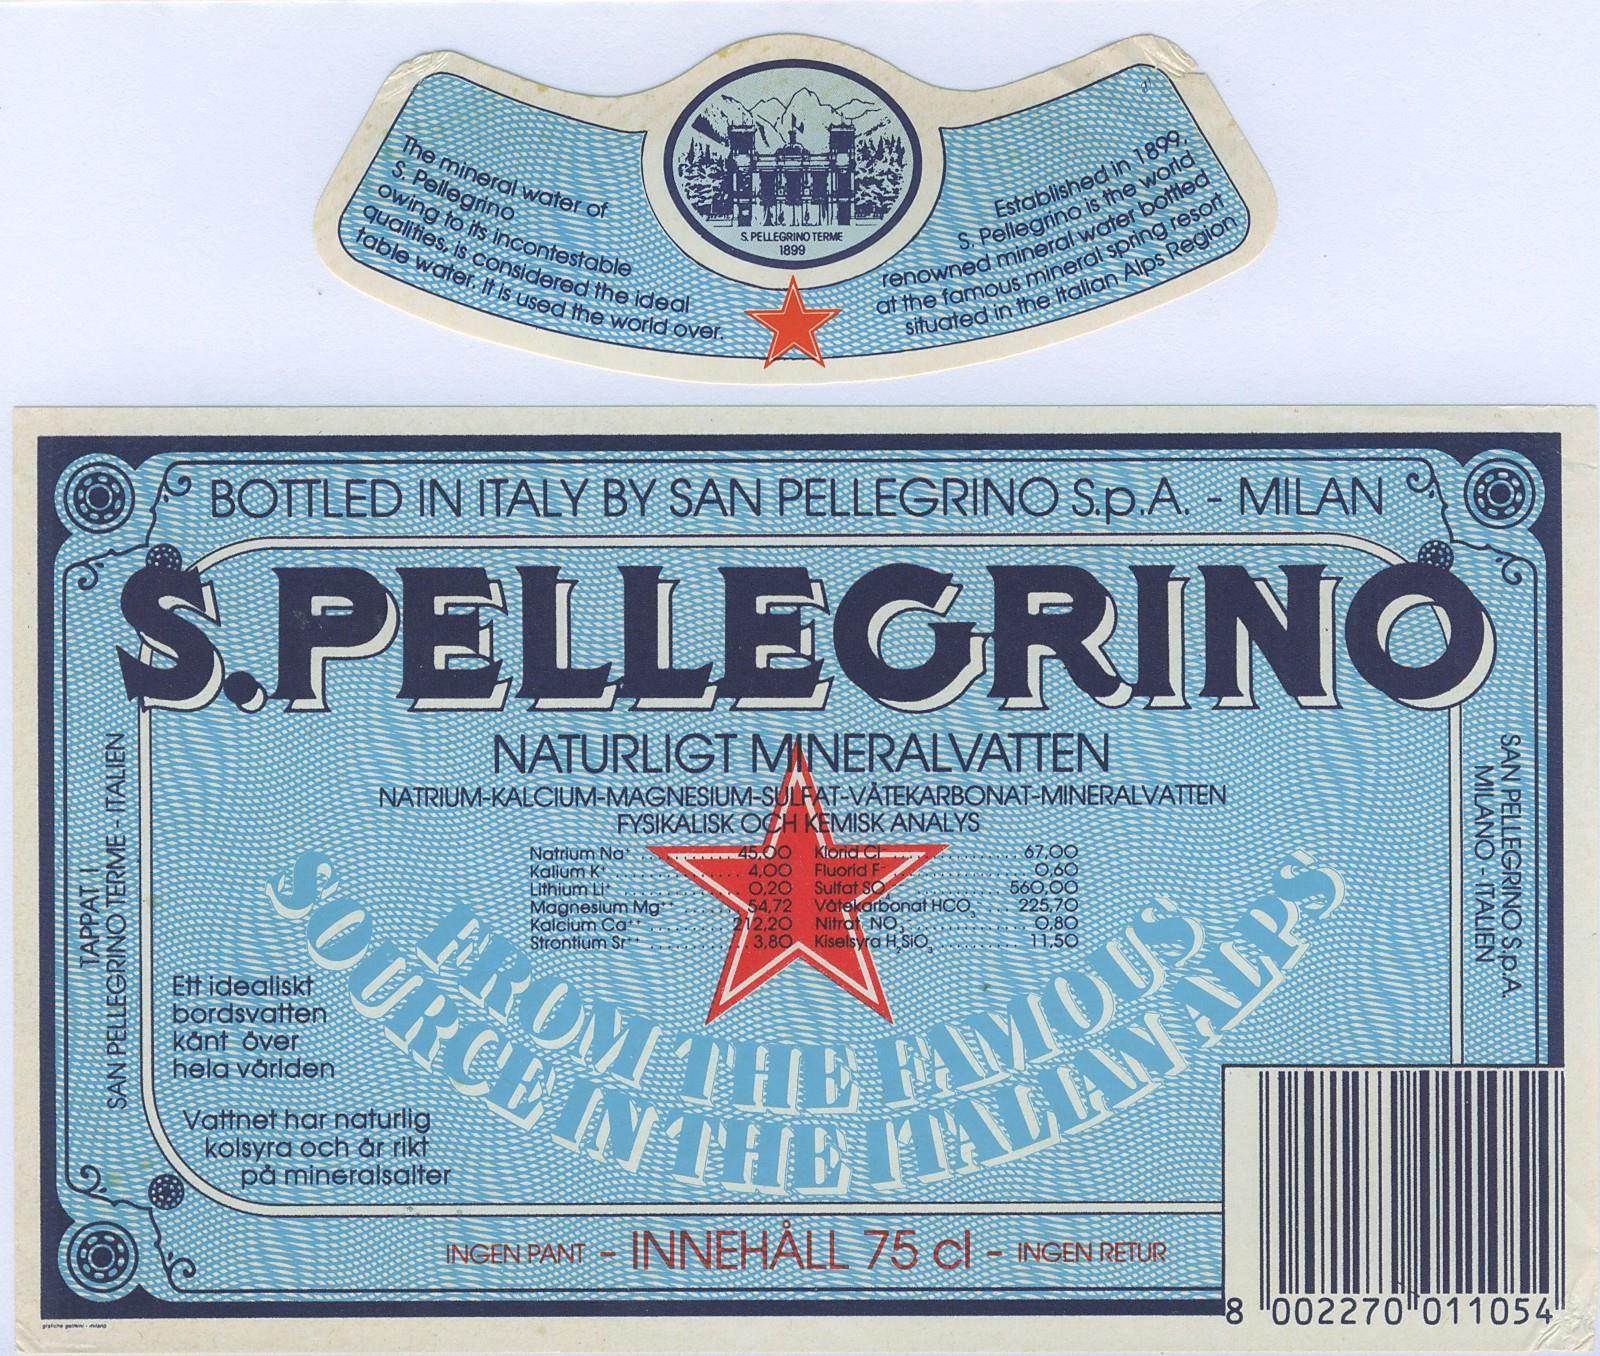 The mineral water of
S. Pellegrino
owing to its incontestable
qualities, is considered the ideal
table water. It is used the world over.
S. PELLEGRINO TERME
1899
Established in 1899,
S. Pellegrino is the world
renowned mineral water bottled
at the famous mineral spring resort
situated in the Italian Alps Region
BOTTLED IN ITALY BY SAN PELLEGRINO S.p.A. - MILAN
S.PELLEGRINO
NATURLIGT MINERALVATTEN
NATRIUM-KALCIUM-MAGNESIUM-SULFAT-VÄTEKARBONAT-MINERALVATTEN
FYSIKALISK OCH KEMISK ANALYS
Natrium Na⁺ 45,00 Klorid Cl⁻ 67,00
Kalium K⁺ 4,00 Fluorid F⁻ 0,60
Lithium Li⁺ 0,20 Sulfat SO₄⁻⁻ 560,00
Magnesium Mg⁺⁺ 54,72 Vätekarbonat HCO₃⁻ 225,70
Kalcium Ca⁺⁺ 212,20 Nitrat NO₃⁻ 0,80
Strontium Sr⁺⁺ 3,80 Kiselsyra H₂SiO₃ 11,50
FROM THE FAMOUS
SOURCE IN THE ITALIAN ALPS
TAPPAT I
SAN PELLEGRINO TERME - ITALIEN
SAN PELLEGRINO S.p.A.
MILANO - ITALIEN
Ett idealiskt
bordsvatten
känt över
hela världen
Vattnet har naturlig
kolsyra och är rikt
på mineralsalter
INGEN PANT - INNEHÅLL 75 cl - INGEN RETUR
8 002270 011054